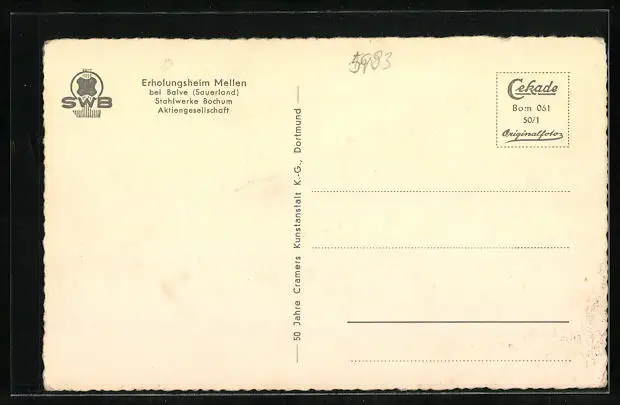 SWB
Erholungsheim Mellen
bei Balve (Sauerland)
Stahlwerke Bochum
Aktiengesellschaft
5983
— 50 Jahre Cramers Kunstanstalt K.-G., Dortmund —
Cekade
Bom 061
50/1
Originalfoto